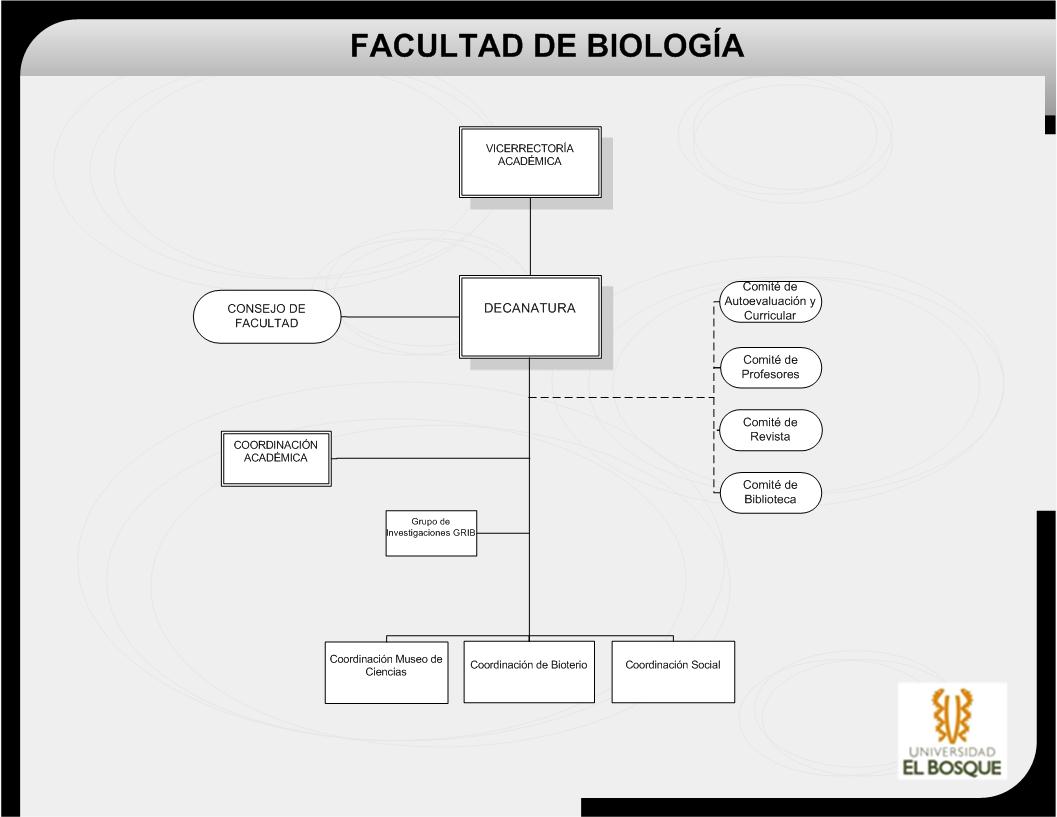 FACULTAD DE BIOLOGÍA
VICERRECTORÍA
ACADÉMICA
CONSEJO DE
FACULTAD
DECANATURA
Comité de
Autoevaluación y
Curricular
Comité de
Profesores
Comité de
Revista
Comité de
Biblioteca
COORDINACIÓN
ACADÉMICA
Grupo de
Investigaciones GRIB
Coordinación Museo de
Ciencias
Coordinación de Bioterio
Coordinación Social
UNIVERSIDAD
EL BOSQUE